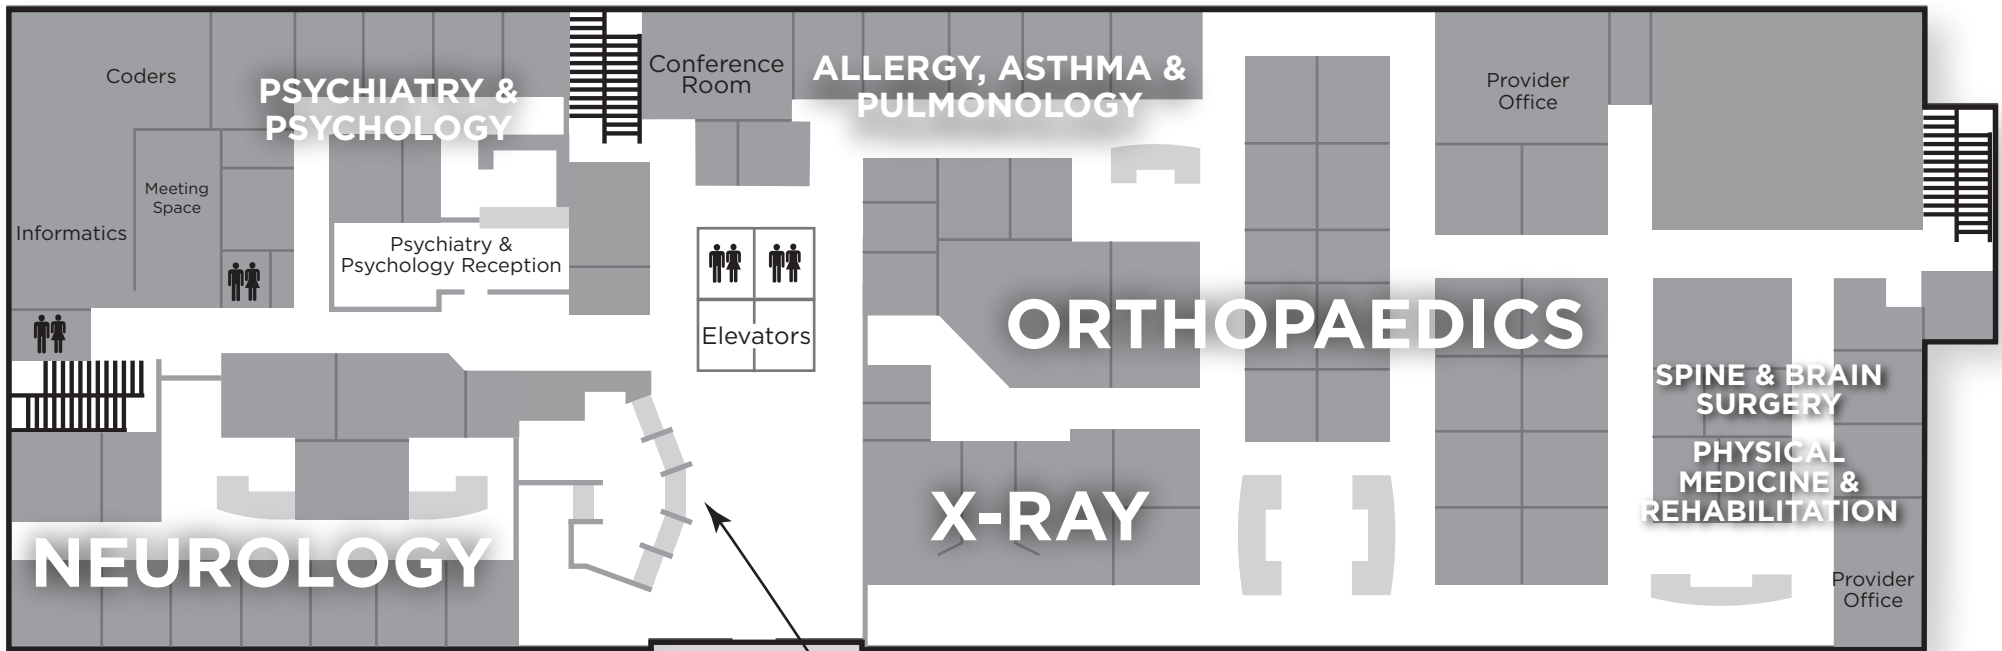 Coders
PSYCHIATRY &
PSYCHOLOGY
Conference
Room
ALLERGY, ASTHMA &
PULMONOLOGY
Provider
Office
Meeting
Space
Informatics
Psychiatry &
Psychology Reception
Elevators
ORTHOPAEDICS
SPINE & BRAIN
SURGERY
PHYSICAL
MEDICINE &
REHABILITATION
X-RAY
NEUROLOGY
Provider
Office